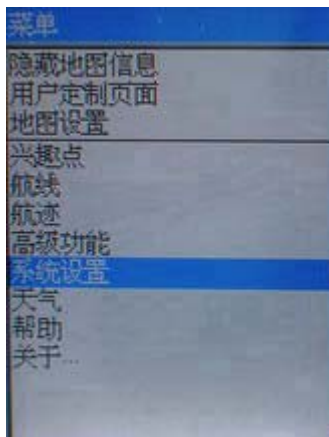 菜单
隐藏地图信息
用户定制页面
地图设置
兴趣点
航线
航迹
高级功能
系统设置
天气
帮助
关于...